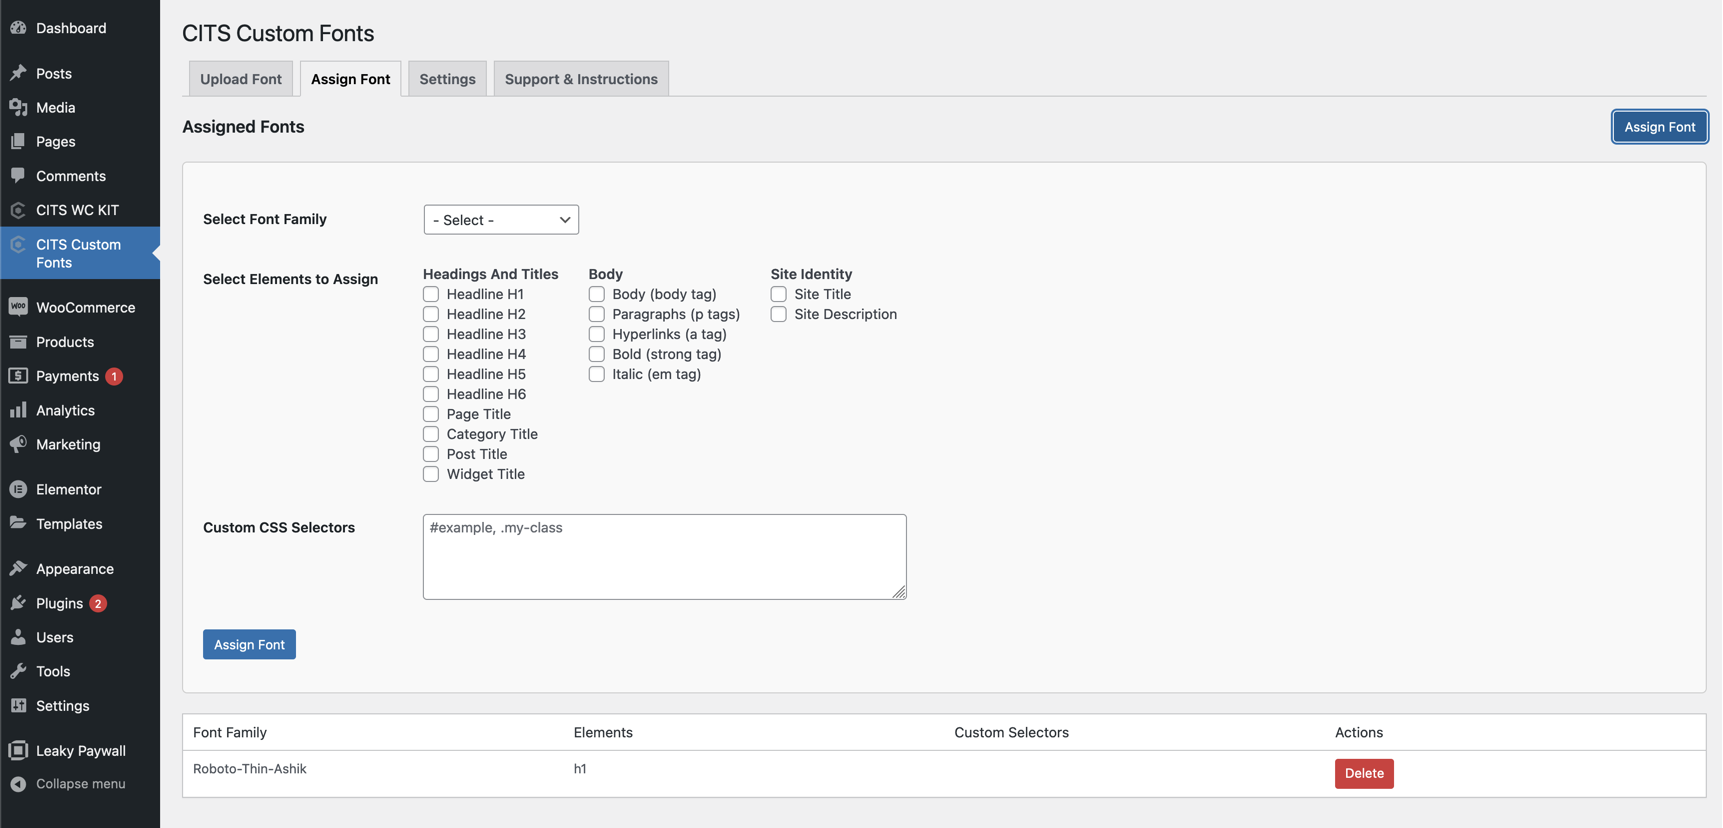 Dashboard
Posts
Media
Pages
Comments
CITS WC KIT
CITS Custom
Fonts
WOO
WooCommerce
Products
Payments 1
Analytics
Marketing
Elementor
Templates
Appearance
Plugins 2
Users
Tools
Settings
Leaky Paywall
Collapse menu
CITS Custom Fonts
Upload Font
Assign Font
Settings
Support & Instructions
Assigned Fonts
Assign Font
Select Font Family
- Select -
Select Elements to Assign
Headings And Titles
Headline H1
Headline H2
Headline H3
Headline H4
Headline H5
Headline H6
Page Title
Category Title
Post Title
Widget Title
Body
Body (body tag)
Paragraphs (p tags)
Hyperlinks (a tag)
Bold (strong tag)
Italic (em tag)
Site Identity
Site Title
Site Description
Custom CSS Selectors
#example, .my-class
Assign Font
Font Family Elements Custom Selectors Actions
Roboto-Thin-Ashik h1 Delete